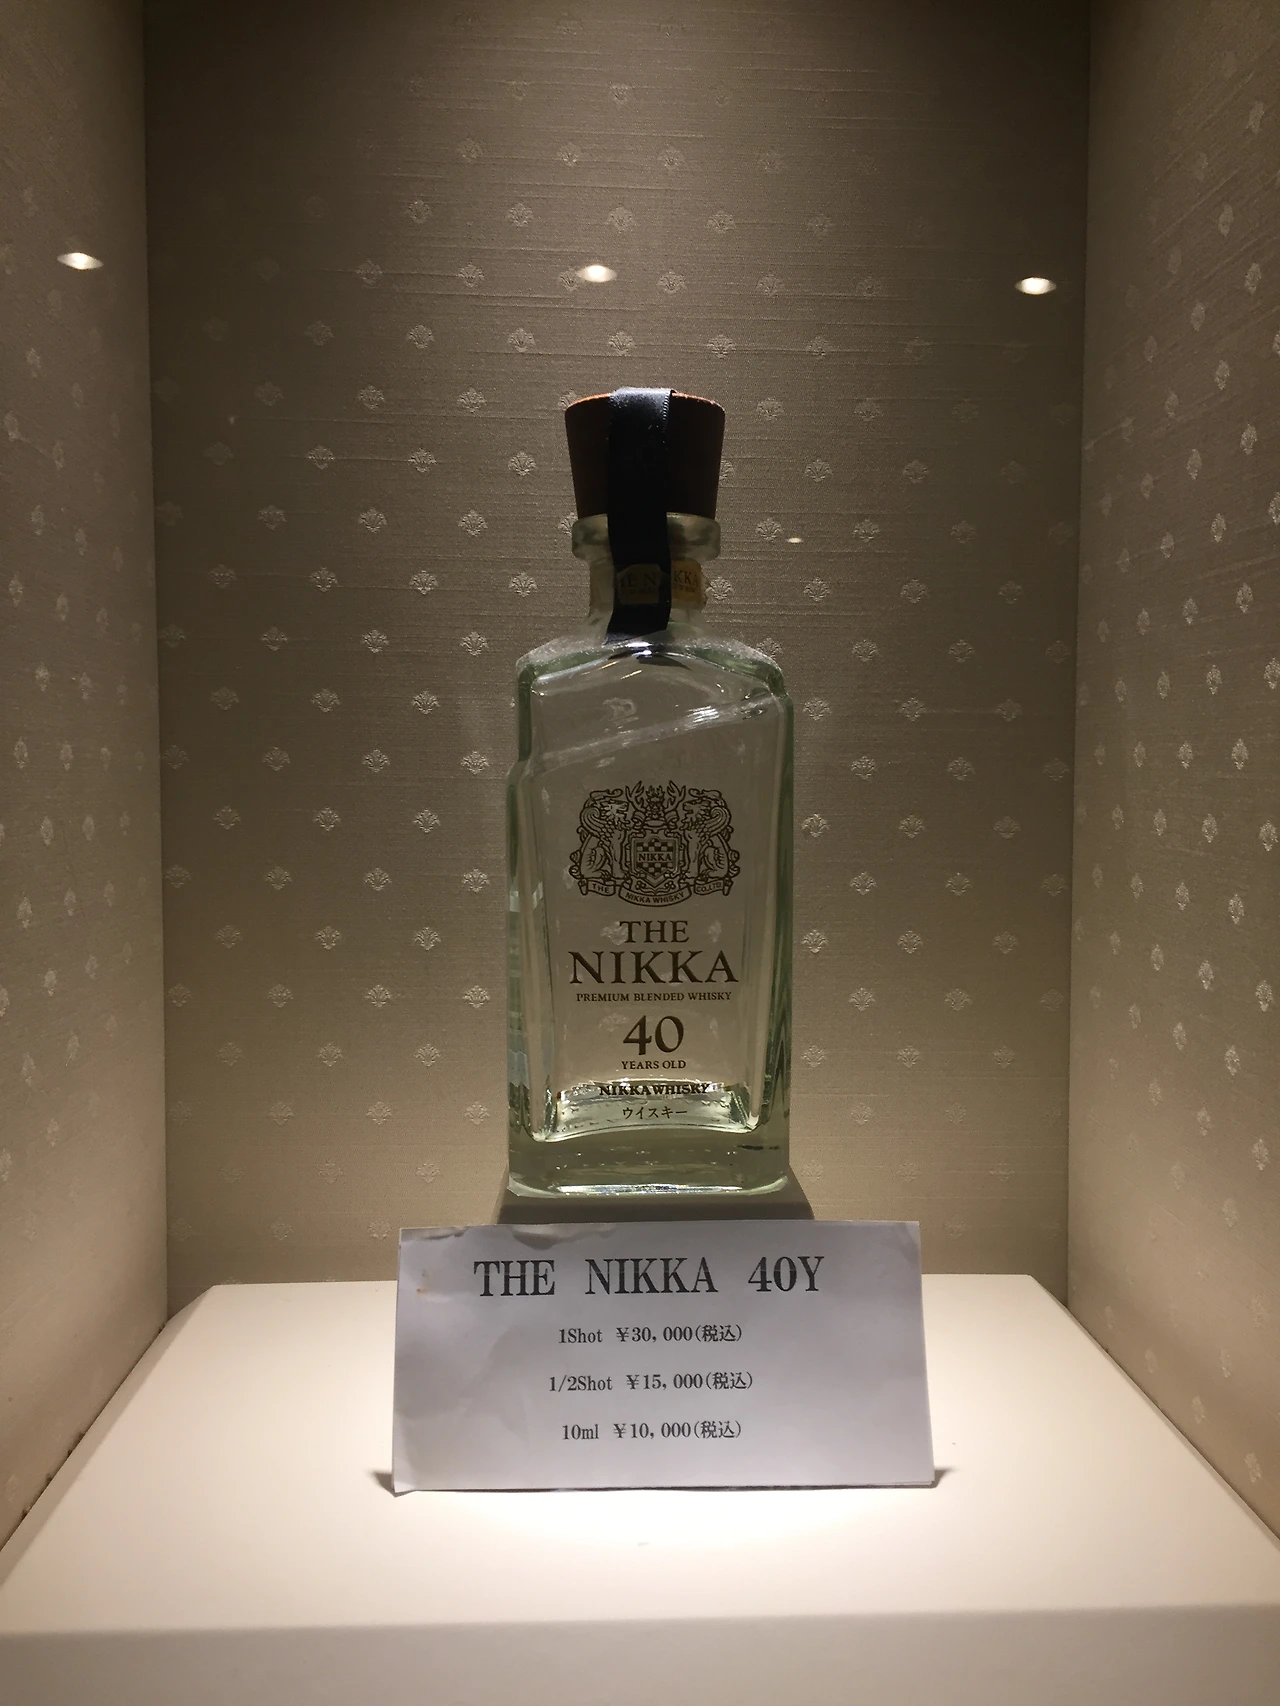 NIKKA
THE NIKKA WHISKY CO.,LTD.
THE
NIKKA
PREMIUM BLENDED WHISKY
40
YEARS OLD
NIKKA WHISKY
ウイスキー
THE NIKKA 40Y
1Shot ¥30,000(税込)
1/2Shot ¥15,000(税込)
10ml ¥10,000(税込)